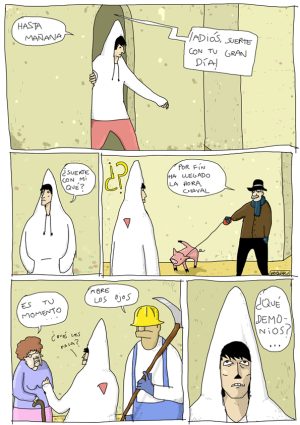 HASTA
MAÑANA
¡ADIÓS, SUERTE
CON TU GRAN
DÍA!
¿SUERTE
CON MI
QUÉ?
¿?
POR FIN
HA LLEGADO
LA HORA
CHAVAL
ES TU
MOMENTO
¿QUÉ LES
PASA?
ABRE
LOS OJOS
¿QUÉ
DEMO-
NIOS?
...